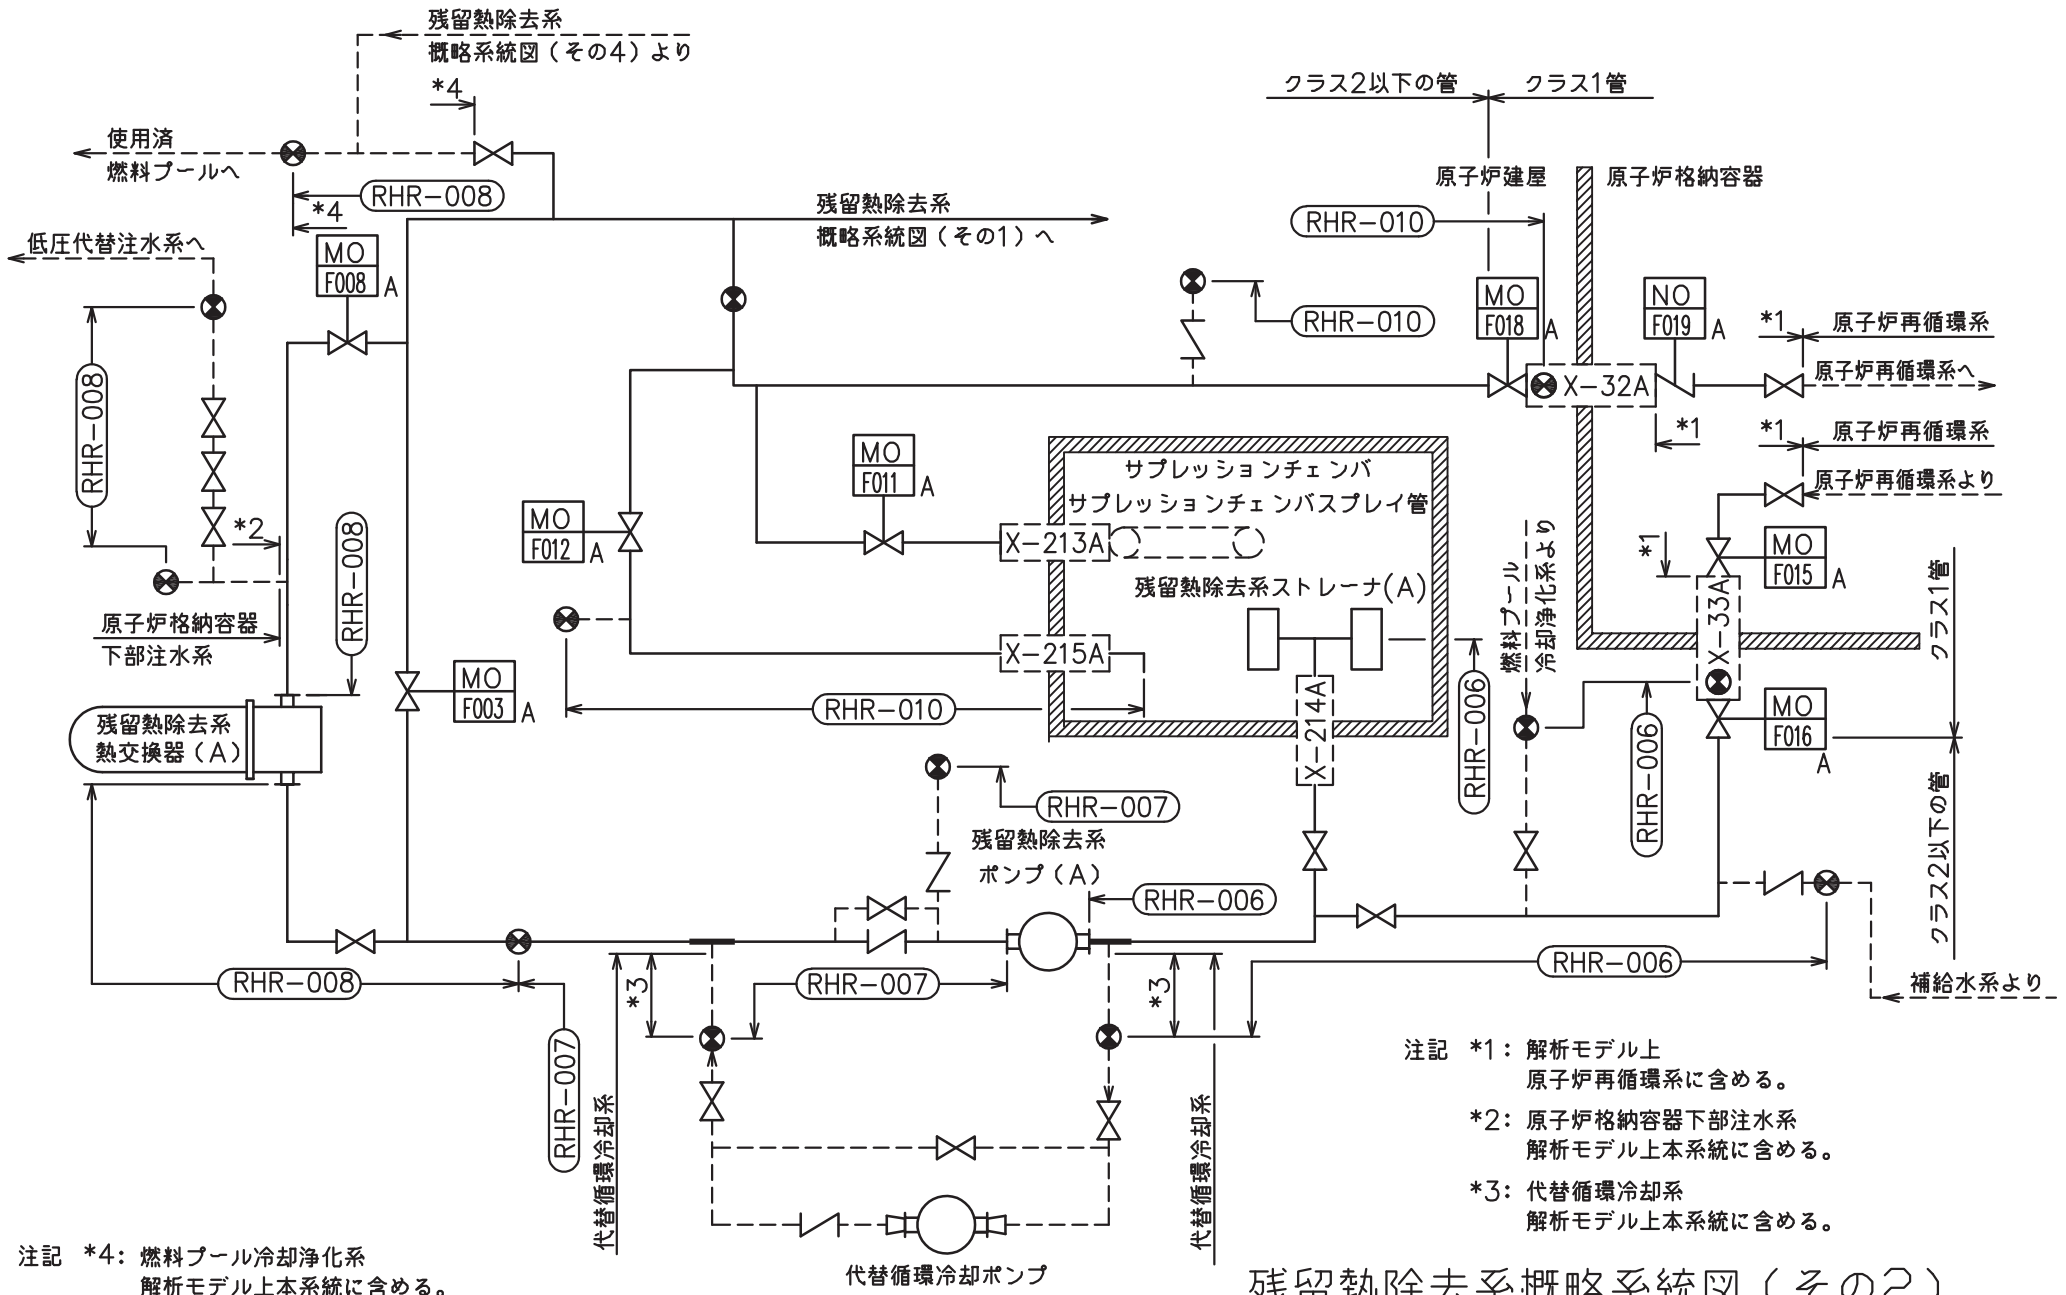 残留熱除去系
概略系統図（その4）より
*4
クラス2以下の管
クラス1管
使用済
燃料プールへ
RHR-008
*4
原子炉建屋
原子炉格納容器
残留熱除去系
概略系統図（その1）へ
RHR-010
低圧代替注水系へ
MO
F008
A
RHR-010
MO
F018
A
NO
F019
A
*1
原子炉再循環系
原子炉再循環系へ
X-32A
*1
*1
原子炉再循環系
原子炉再循環系より
RHR-008
MO
F011
A
サプレッションチェンバ
サプレッションチェンバスプレイ管
MO
F012
A
X-213A
*2
RHR-008
残留熱除去系ストレーナ(A)
燃料プール
冷却浄化系より
*1
MO
F015
A
X-33A
クラス1管
原子炉格納容器
下部注水系
X-215A
MO
F003
A
RHR-010
X-214A
RHR-006
RHR-006
MO
F016
A
残留熱除去系
熱交換器（A）
RHR-007
残留熱除去系
ポンプ（A）
RHR-006
クラス2以下の管
RHR-008
*3
RHR-007
*3
RHR-006
補給水系より
RHR-007
代替循環冷却系
代替循環冷却系
注記 *1： 解析モデル上
原子炉再循環系に含める。
*2： 原子炉格納容器下部注水系
解析モデル上本系統に含める。
*3： 代替循環冷却系
解析モデル上本系統に含める。
代替循環冷却ポンプ
注記 *4： 燃料プール冷却浄化系
解析モデル上本系統に含める。
残留熱除去系概略系統図（その2）